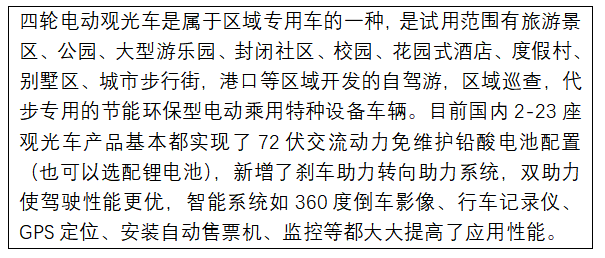 四轮电动观光车是属于区域专用车的一种，是试用范围有旅游景
区、公园、大型游乐园、封闭社区、校园、花园式酒店、度假村、
别墅区、城市步行街，港口等区域开发的自驾游，区域巡查，代
步专用的节能环保型电动乘用特种设备车辆。目前国内 2-23 座
观光车产品基本都实现了 72 伏交流动力免维护铅酸电池配置
（也可以选配锂电池），新增了刹车助力转向助力系统，双助力
使驾驶性能更优，智能系统如 360 度倒车影像、行车记录仪、
GPS 定位、安装自动售票机、监控等都大大提高了应用性能。